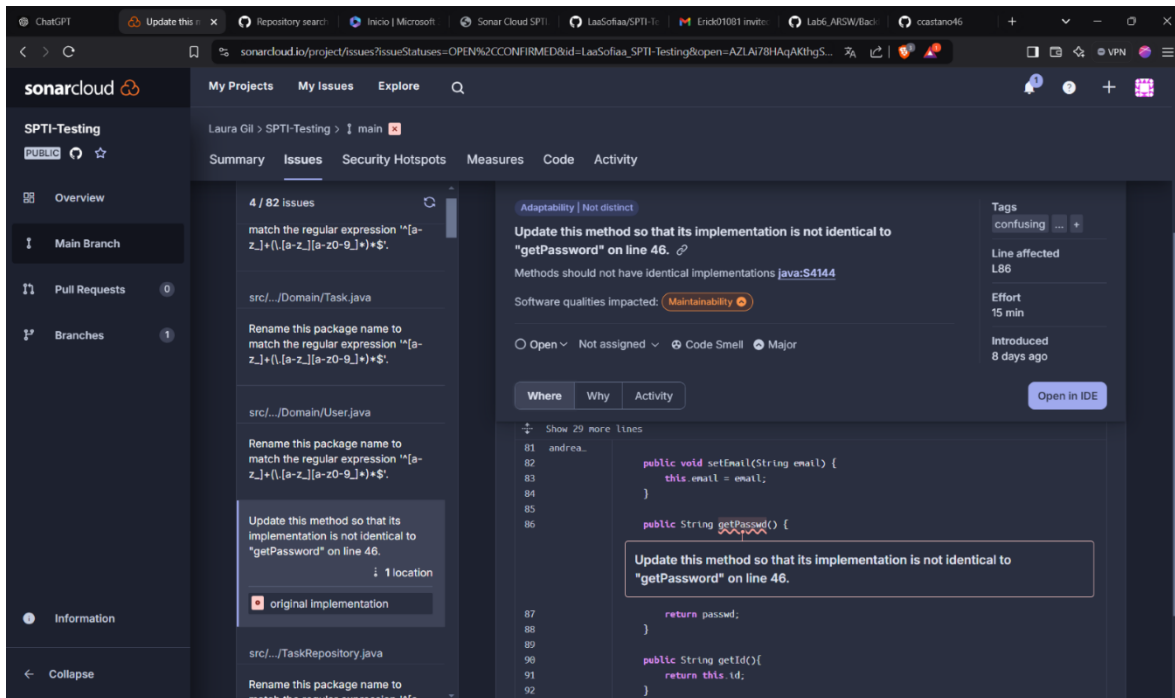 ChatGPT
Update this n
Repository search
Inicio | Microsoft
Sonar Cloud SPTI
LaaSofiaa/SPTI-Te
Erick01081 invited
Lab6_ARSW/Back
ccastano46
sonarcloud.io/project/issues?issueStatuses=OPEN%2CCONFIRMED&id=LaaSofiaa_SPTI-Testing&open=AZLAi78HAqAKthgS...
VPN
sonarcloud
My Projects
My Issues
Explore
1
SPTI-Testing
PUBLIC
Overview
Main Branch
Pull Requests
0
Branches
1
Information
Collapse
Laura Gil > SPTI-Testing > main
Summary
Issues
Security Hotspots
Measures
Code
Activity
4 / 82 issues
match the regular expression '^[a-
z_]+(\.[a-z_][a-z0-9_]*)*$'.
src/.../Domain/Task.java
Rename this package name to
match the regular expression '^[a-
z_]+(\.[a-z_][a-z0-9_]*)*$'.
src/.../Domain/User.java
Rename this package name to
match the regular expression '^[a-
z_]+(\.[a-z_][a-z0-9_]*)*$'.
Update this method so that its
implementation is not identical to
"getPassword" on line 46.
1 location
original implementation
src/.../TaskRepository.java
Rename this package name to
Adaptability | Not distinct
Update this method so that its implementation is not identical to
"getPassword" on line 46.
Methods should not have identical implementations java:S4144
Software qualities impacted: Maintainability
Open
Not assigned
Code Smell
Major
Tags
confusing ... +
Line affected
L86
Effort
15 min
Introduced
8 days ago
Where
Why
Activity
Open in IDE
Show 29 more lines
81 andrea_
82 public void setEmail(String email) {
83 this.email = email;
84 }
85
86 public String getPasswd() {
Update this method so that its implementation is not identical to
"getPassword" on line 46.
87 return passwd;
88 }
89
90 public String getId(){
91 return this.id;
92 }